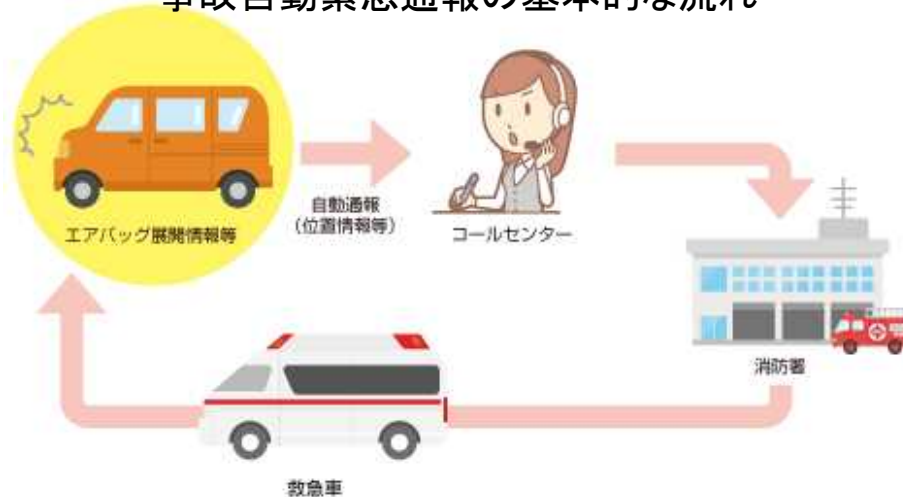 事故自動緊急通報の基本的な流れ
エアバッグ展開情報等
自動通報
（位置情報等）
コールセンター
消防署
救急車